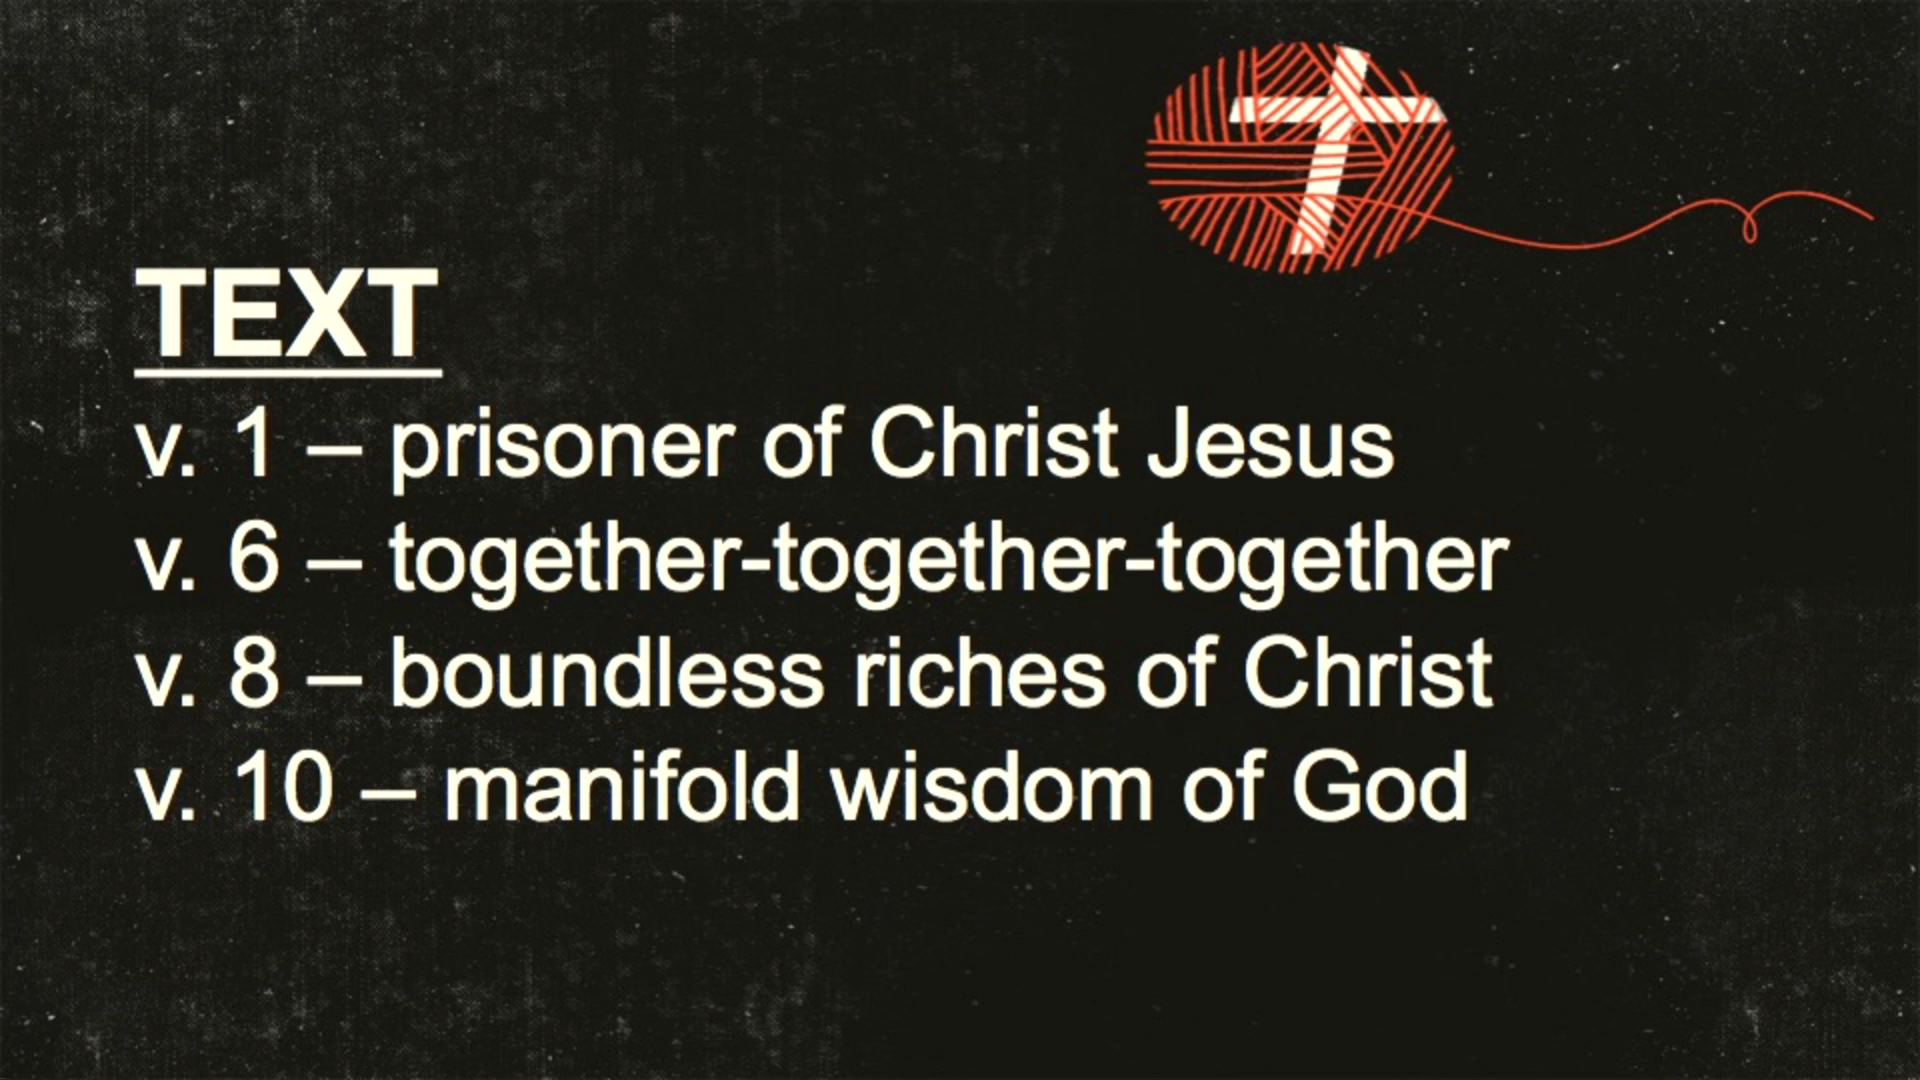 TEXT
v. 1 – prisoner of Christ Jesus
v. 6 – together-together-together
v. 8 – boundless riches of Christ
v. 10 – manifold wisdom of God